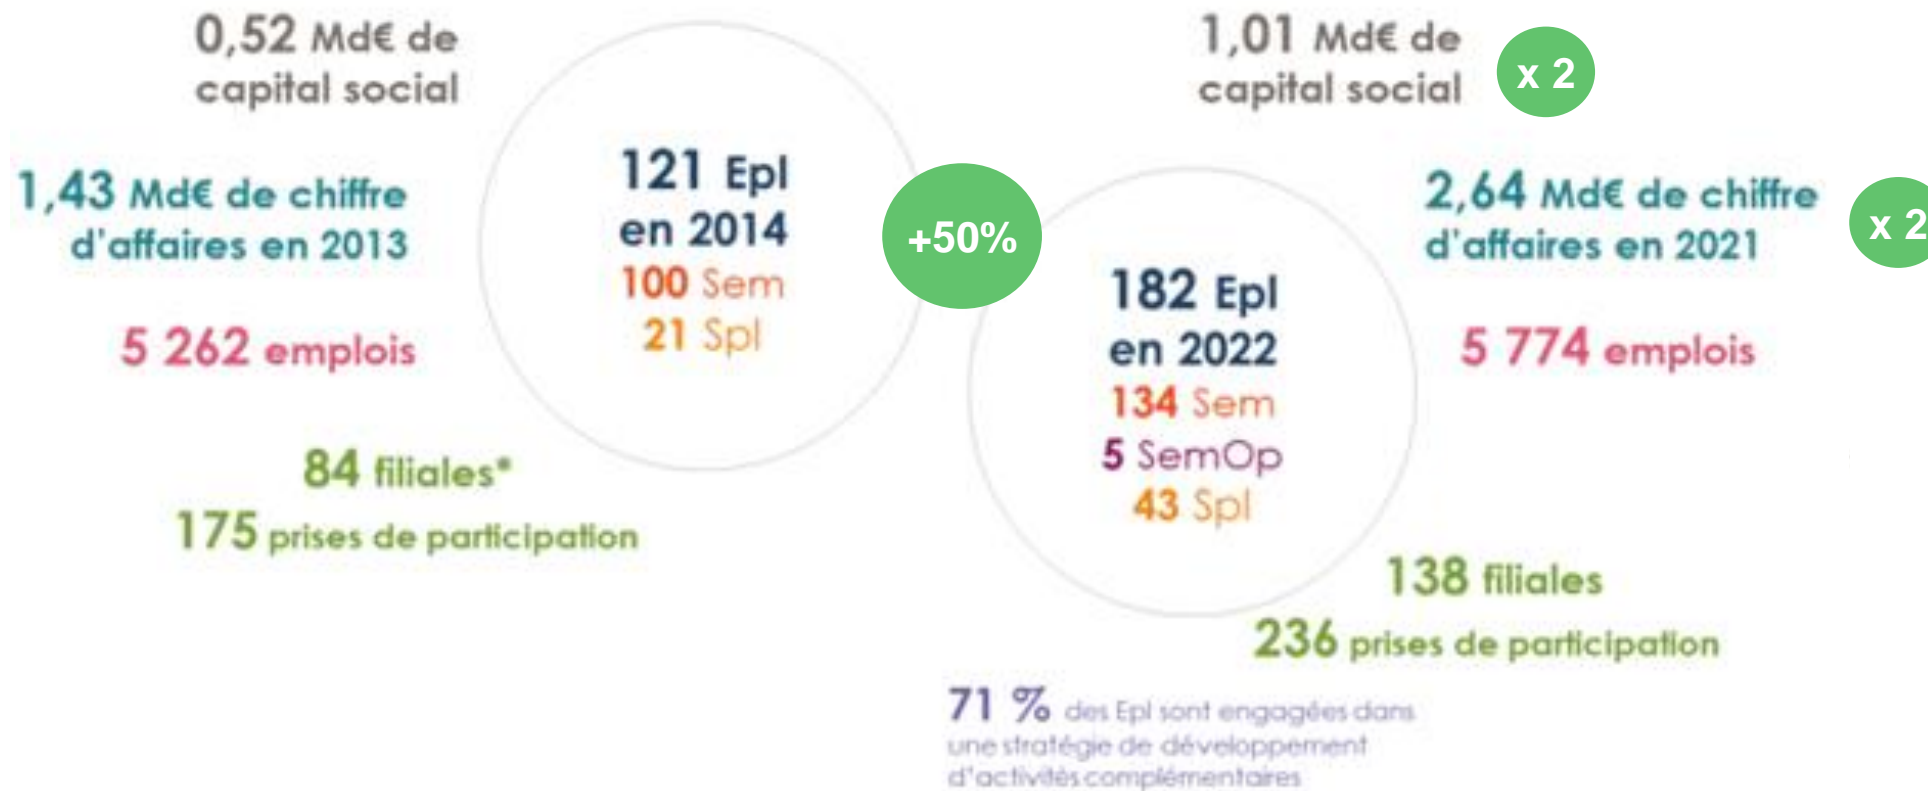 0,52 Md€ de
capital social
1,43 Md€ de chiffre
d'affaires en 2013
5 262 emplois
84 filiales*
175 prises de participation
121 Epl
en 2014
100 Sem
21 Spl
+50%
1,01 Md€ de
capital social
x 2
2,64 Md€ de chiffre
d'affaires en 2021
x 2
182 Epl
en 2022
134 Sem
5 SemOp
43 Spl
5 774 emplois
138 filiales
236 prises de participation
71 % des Epl sont engagées dans
une stratégie de développement
d'activités complémentaires